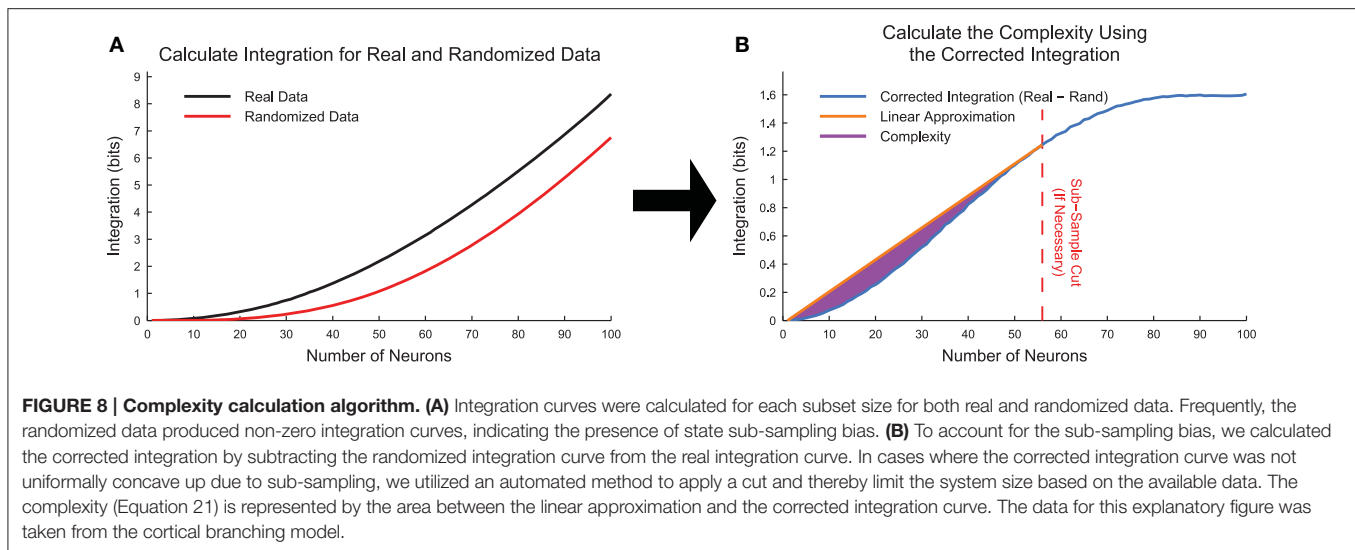 A
Calculate Integration for Real and Randomized Data
9
8
7
6
5
4
3
2
1
0
Integration (bits)
Real Data
Randomized Data
0 10 20 30 40 50 60 70 80 90 100
Number of Neurons
B
Calculate the Complexity Using
the Corrected Integration
1.6
1.4
1.2
1
0.8
0.6
0.4
0.2
0
Integration (bits)
Corrected Integration (Real − Rand)
Linear Approximation
Complexity
Sub−Sample Cut
(If Necessary)
0 10 20 30 40 50 60 70 80 90 100
Number of Neurons
FIGURE 8 | Complexity calculation algorithm. (A) Integration curves were calculated for each subset size for both real and randomized data. Frequently, the
randomized data produced non-zero integration curves, indicating the presence of state sub-sampling bias. (B) To account for the sub-sampling bias, we calculated
the corrected integration by subtracting the randomized integration curve from the real integration curve. In cases where the corrected integration curve was not
uniformally concave up due to sub-sampling, we utilized an automated method to apply a cut and thereby limit the system size based on the available data. The
complexity (Equation 21) is represented by the area between the linear approximation and the corrected integration curve. The data for this explanatory figure was
taken from the cortical branching model.